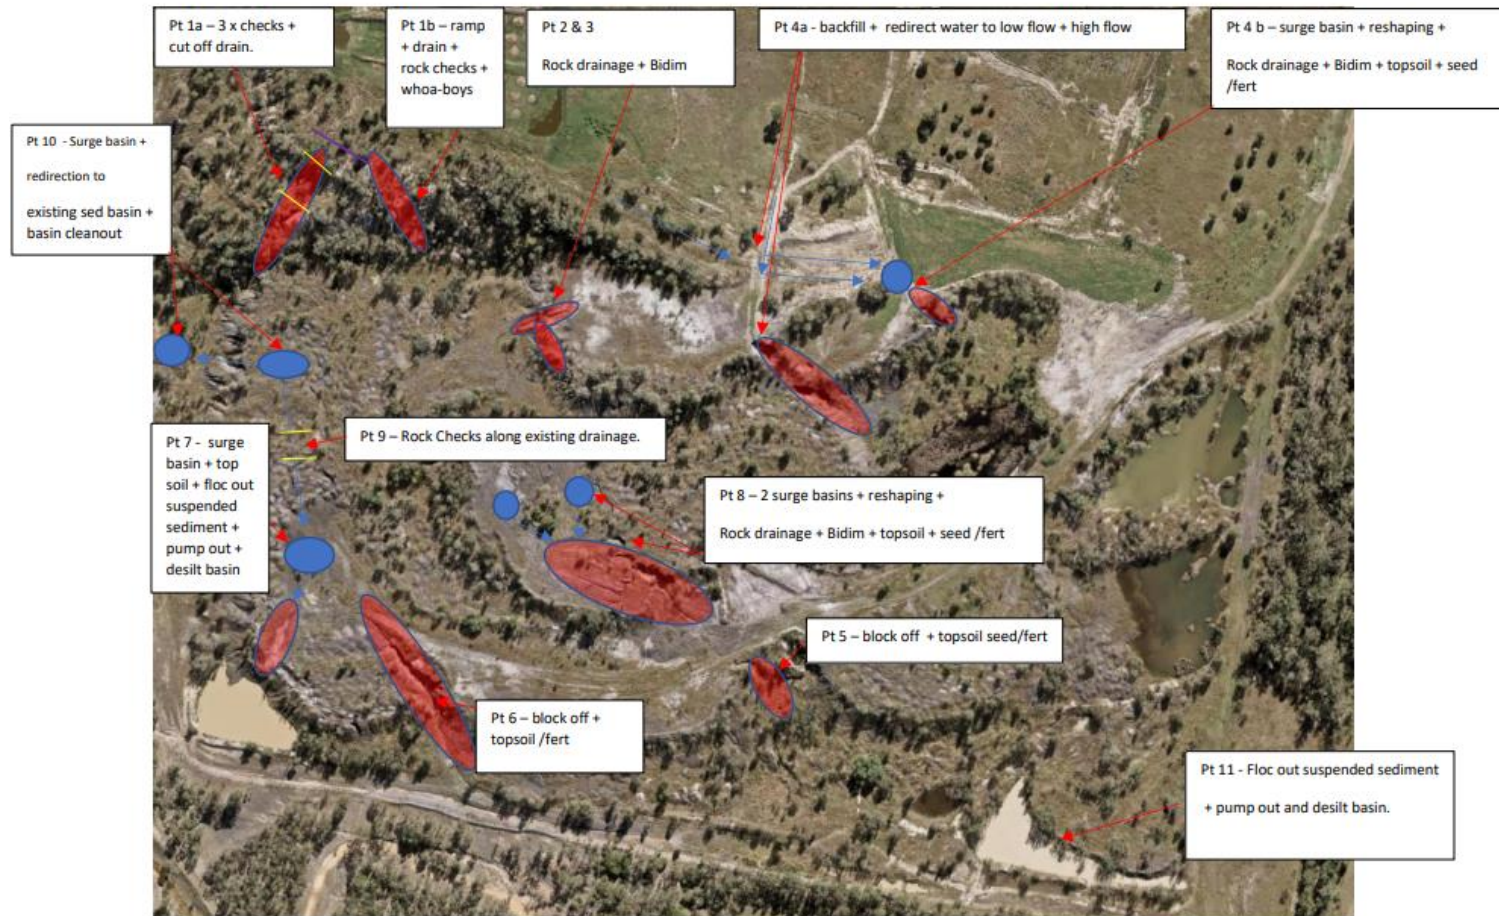 Pt 1a – 3 x checks +
cut off drain.
Pt 1b – ramp
+ drain +
rock checks +
whoa-boys
Pt 2 & 3
Rock drainage + Bidim
Pt 4a - backfill + redirect water to low flow + high flow
Pt 4 b – surge basin + reshaping +
Rock drainage + Bidim + topsoil + seed
/fert
Pt 10 - Surge basin +
redirection to
existing sed basin +
basin cleanout
Pt 7 - surge
basin + top
soil + floc out
suspended
sediment +
pump out +
desilt basin
Pt 9 – Rock Checks along existing drainage.
Pt 8 – 2 surge basins + reshaping +
Rock drainage + Bidim + topsoil + seed /fert
Pt 5 – block off + topsoil seed/fert
Pt 6 – block off +
topsoil /fert
Pt 11 - Floc out suspended sediment
+ pump out and desilt basin.